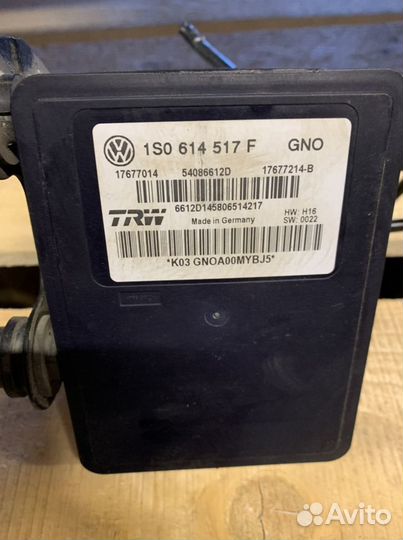 1S0 614 517 F GNO
17677014 54086612D 17677214-B
TRW 6612D145806514217
Made in Germany
HW: H16
SW: 0022
*K03 GNOA00MYBJ5*
Avito